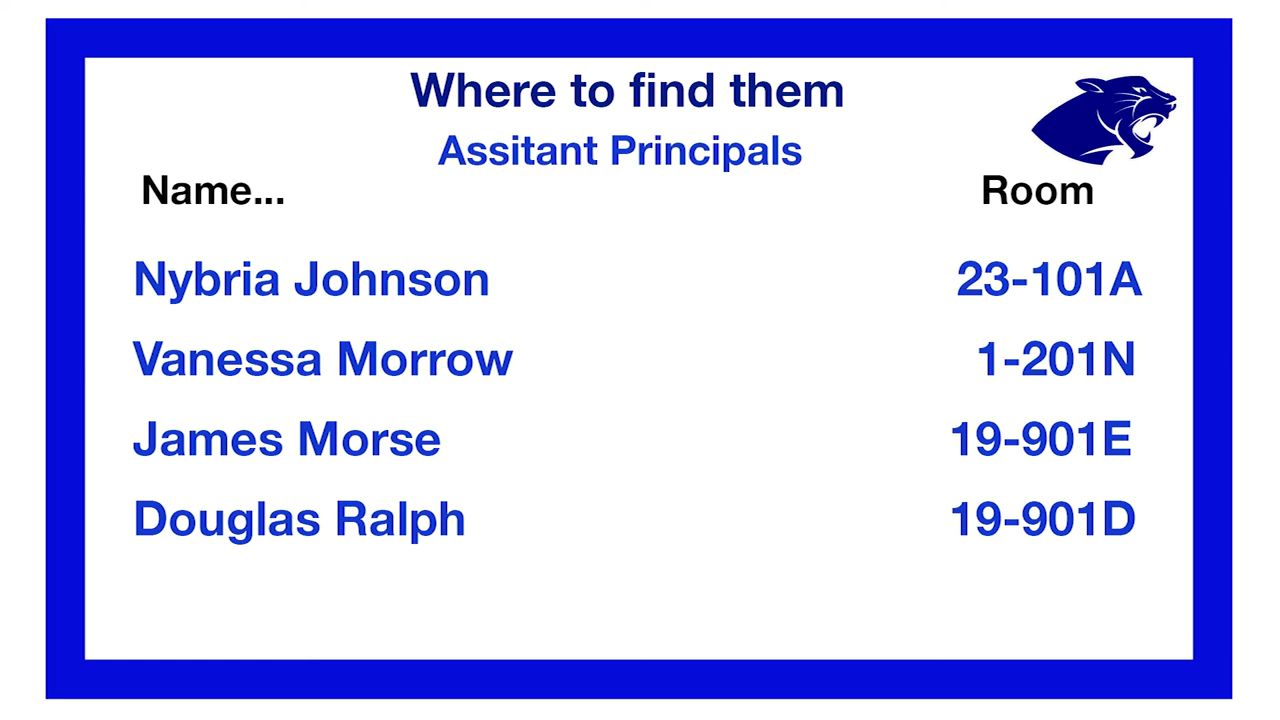 Where to find them
Assitant Principals
Name... Room
Nybria Johnson 23-101A
Vanessa Morrow 1-201N
James Morse 19-901E
Douglas Ralph 19-901D